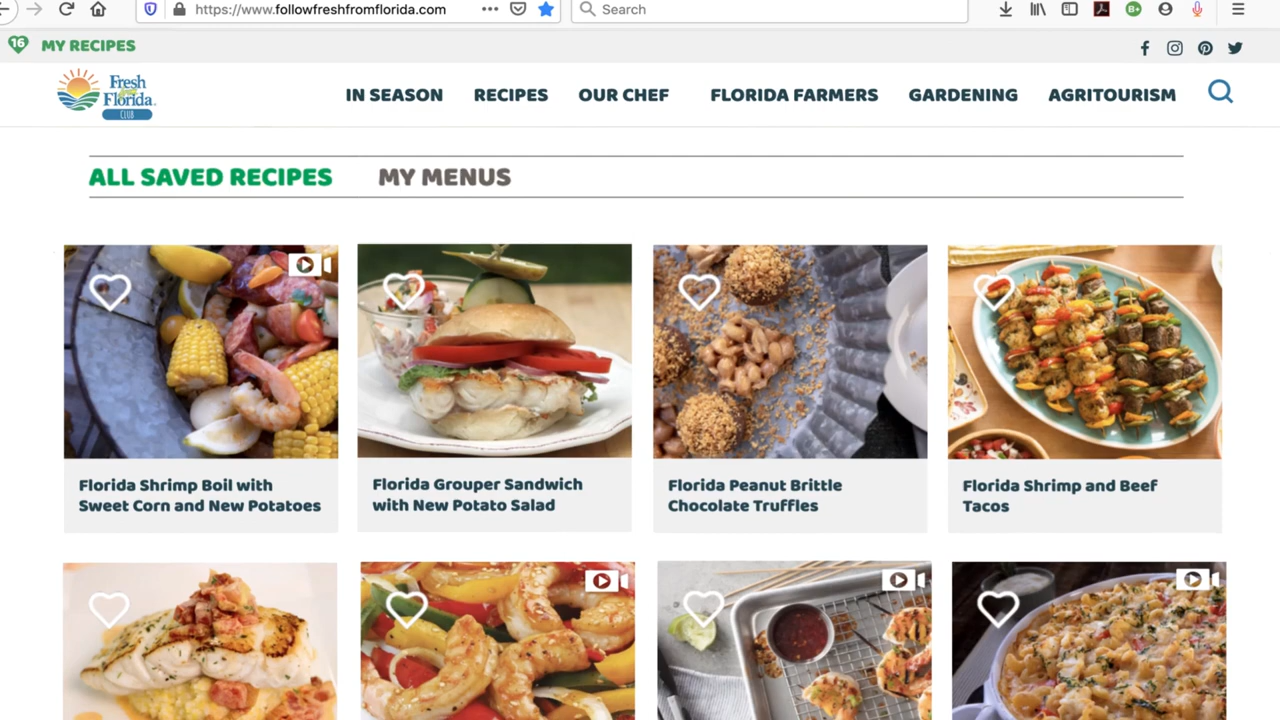 https://www.followfreshfromflorida.com
Search
16
MY RECIPES
Fresh
Florida
CLUB
IN SEASON RECIPES OUR CHEF FLORIDA FARMERS GARDENING AGRITOURISM
ALL SAVED RECIPES MY MENUS
Florida Shrimp Boil with
Sweet Corn and New Potatoes
Florida Grouper Sandwich
with New Potato Salad
Florida Peanut Brittle
Chocolate Truffles
Florida Shrimp and Beef
Tacos